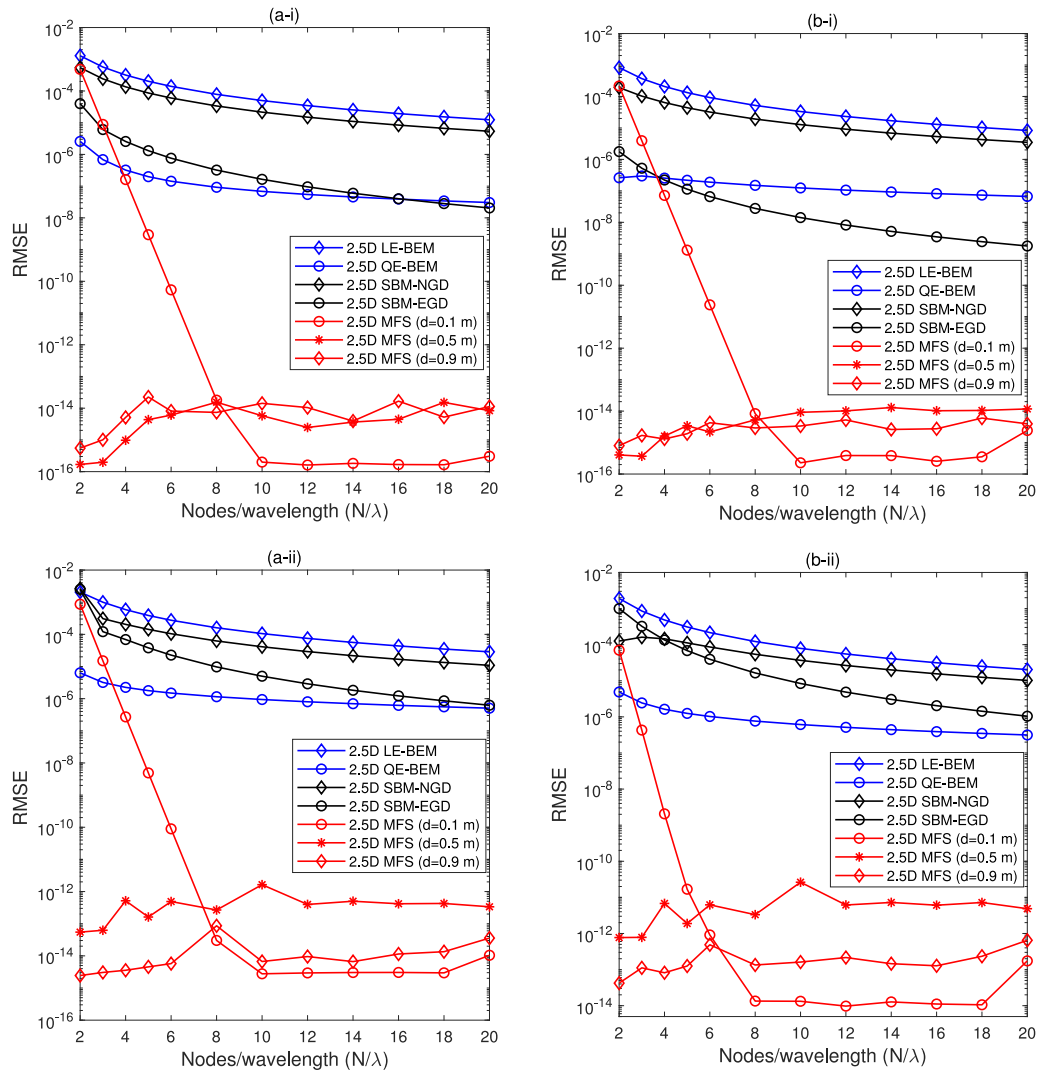 (a-i)
RMSE
10^-2
10^-4
10^-6
10^-8
10^-10
10^-12
10^-14
10^-16
2.5D LE-BEM
2.5D QE-BEM
2.5D SBM-NGD
2.5D SBM-EGD
2.5D MFS (d=0.1 m)
2.5D MFS (d=0.5 m)
2.5D MFS (d=0.9 m)
2 4 6 8 10 12 14 16 18 20
Nodes/wavelength (N/λ)
(b-i)
RMSE
10^-2
10^-4
10^-6
10^-8
10^-10
10^-12
10^-14
10^-16
2.5D LE-BEM
2.5D QE-BEM
2.5D SBM-NGD
2.5D SBM-EGD
2.5D MFS (d=0.1 m)
2.5D MFS (d=0.5 m)
2.5D MFS (d=0.9 m)
2 4 6 8 10 12 14 16 18 20
Nodes/wavelength (N/λ)
(a-ii)
RMSE
10^-2
10^-4
10^-6
10^-8
10^-10
10^-12
10^-14
10^-16
2.5D LE-BEM
2.5D QE-BEM
2.5D SBM-NGD
2.5D SBM-EGD
2.5D MFS (d=0.1 m)
2.5D MFS (d=0.5 m)
2.5D MFS (d=0.9 m)
2 4 6 8 10 12 14 16 18 20
Nodes/wavelength (N/λ)
(b-ii)
RMSE
10^-2
10^-4
10^-6
10^-8
10^-10
10^-12
10^-14
2.5D LE-BEM
2.5D QE-BEM
2.5D SBM-NGD
2.5D SBM-EGD
2.5D MFS (d=0.1 m)
2.5D MFS (d=0.5 m)
2.5D MFS (d=0.9 m)
2 4 6 8 10 12 14 16 18 20
Nodes/wavelength (N/λ)